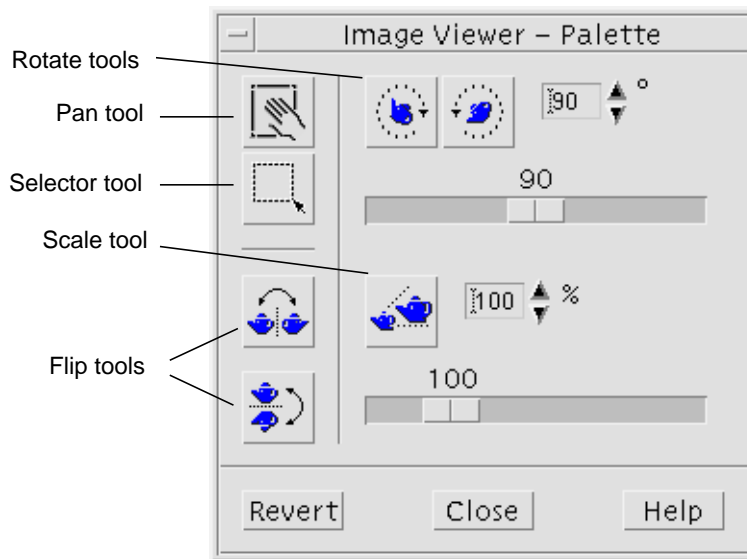 Image Viewer – Palette
Rotate tools
Pan tool
90 °
Selector tool
90
Scale tool
100 %
Flip tools
100
Revert
Close
Help